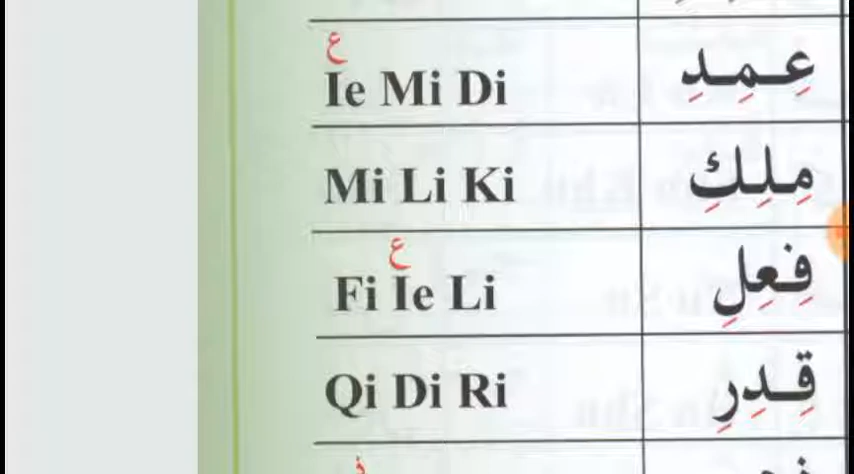 ع
Ie Mi Di عِمِدِ
Mi Li Ki مِلِكِ
ع
Fi Ie Li فِعِلِ
Qi Di Ri قِدِرِ